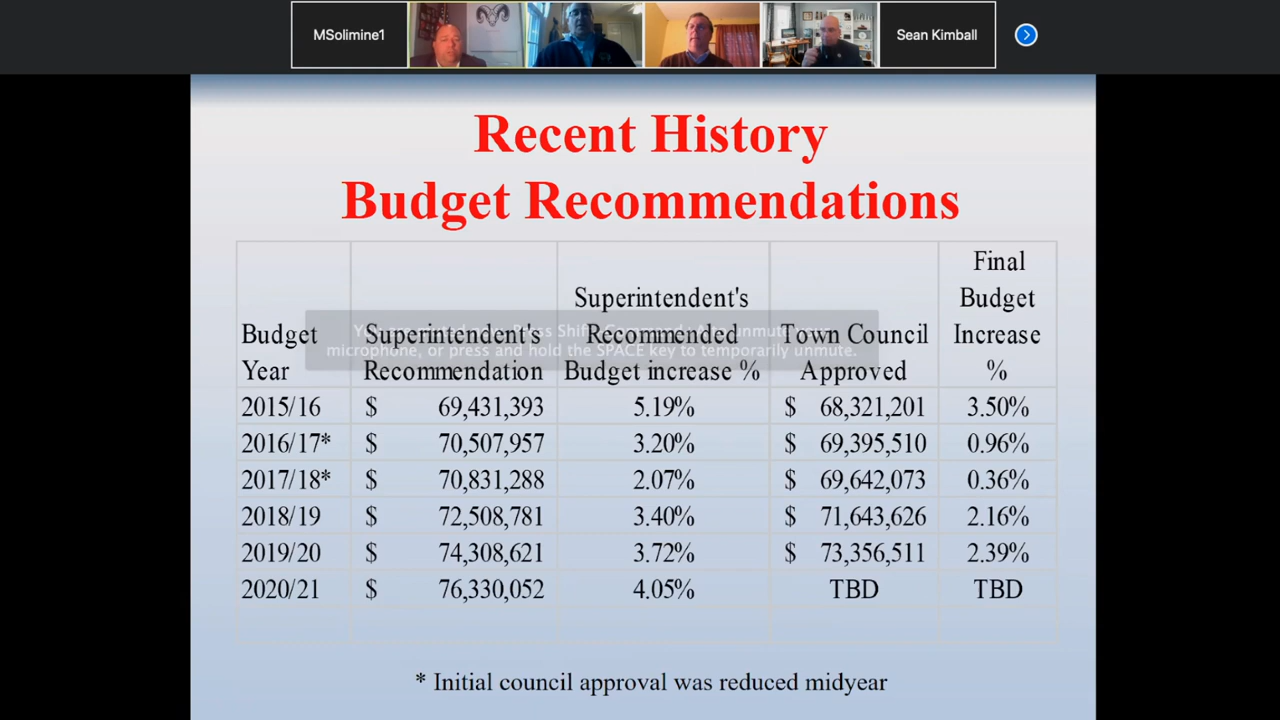 MSolimine1
Sean Kimball
Recent History
Budget Recommendations
Budget Year
Superintendent's Recommendation
Superintendent's Recommended Budget increase %
Town Council Approved
Final Budget Increase %
2015/16 $ 69,431,393 5.19% $ 68,321,201 3.50%
2016/17* $ 70,507,957 3.20% $ 69,395,510 0.96%
2017/18* $ 70,831,288 2.07% $ 69,642,073 0.36%
2018/19 $ 72,508,781 3.40% $ 71,643,626 2.16%
2019/20 $ 74,308,621 3.72% $ 73,356,511 2.39%
2020/21 $ 76,330,052 4.05% TBD TBD
microphone, or press and hold the SPACE key to temporarily unmute.
* Initial council approval was reduced midyear